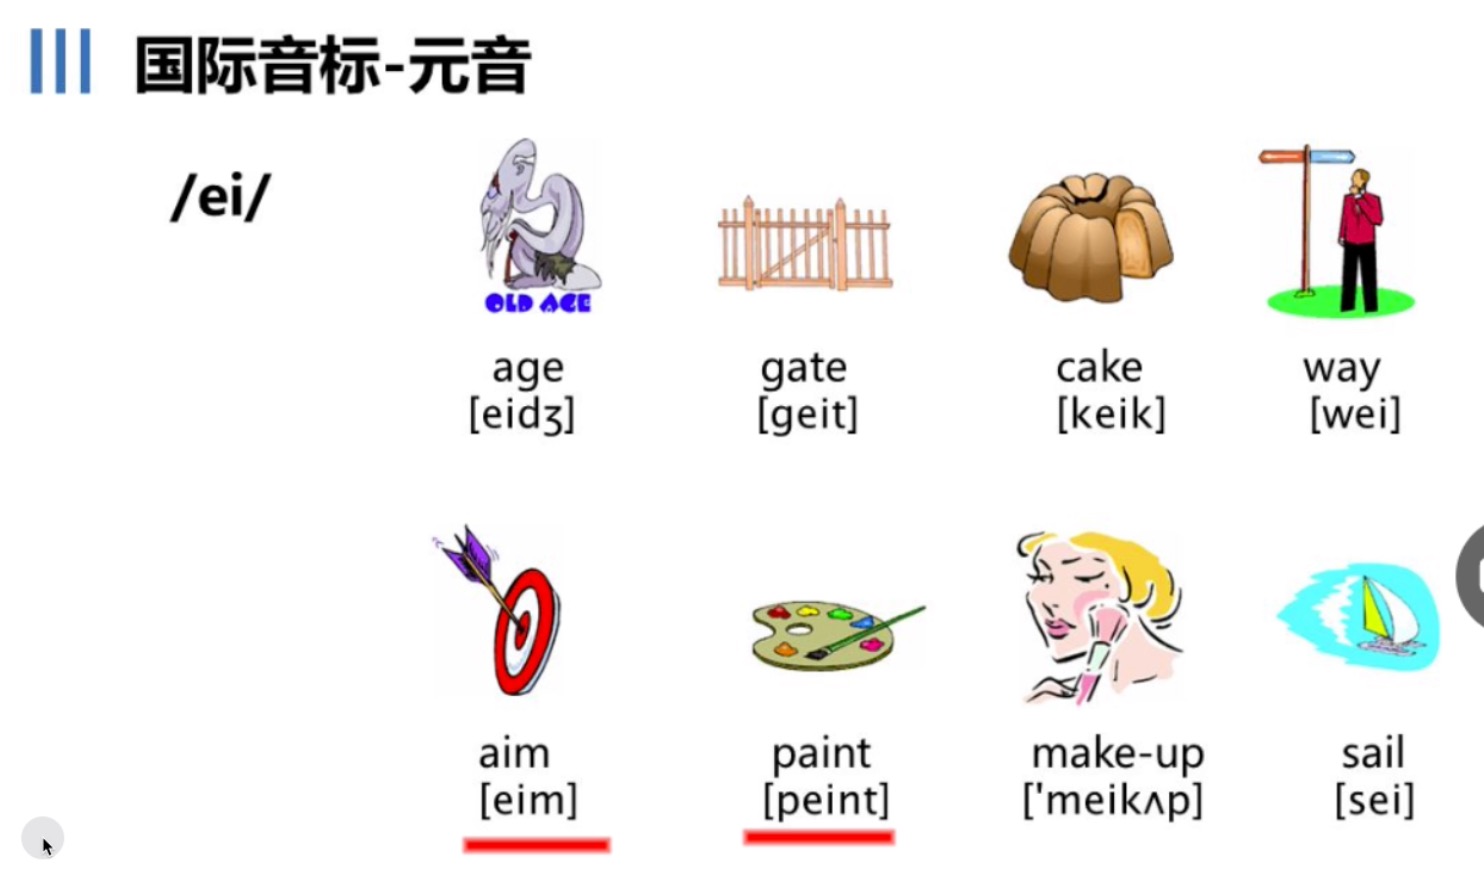 国际音标-元音
/ei/
OLD AGE
age
[eidʒ]
gate
[geit]
cake
[keik]
way
[wei]
aim
[eim]
paint
[peint]
make-up
['meikʌp]
sail
[sei]